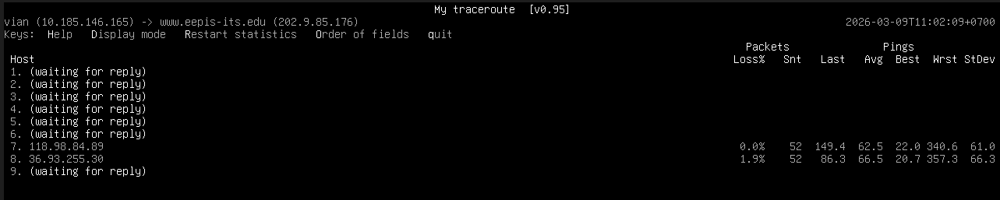 My traceroute [v0.95]
vian (10.185.146.165) -> www.eepis-its.edu (202.9.85.176) 2026-03-09T11:02:09+0700
Keys: Help Display mode Restart statistics Order of fields quit
Packets Pings
Host Loss% Snt Last Avg Best Wrst StDev
1. (waiting for reply)
2. (waiting for reply)
3. (waiting for reply)
4. (waiting for reply)
5. (waiting for reply)
6. (waiting for reply)
7. 118.98.84.89 0.0% 52 149.4 62.5 22.0 340.6 61.0
8. 36.93.255.30 1.9% 52 86.3 66.5 20.7 357.3 66.3
9. (waiting for reply)